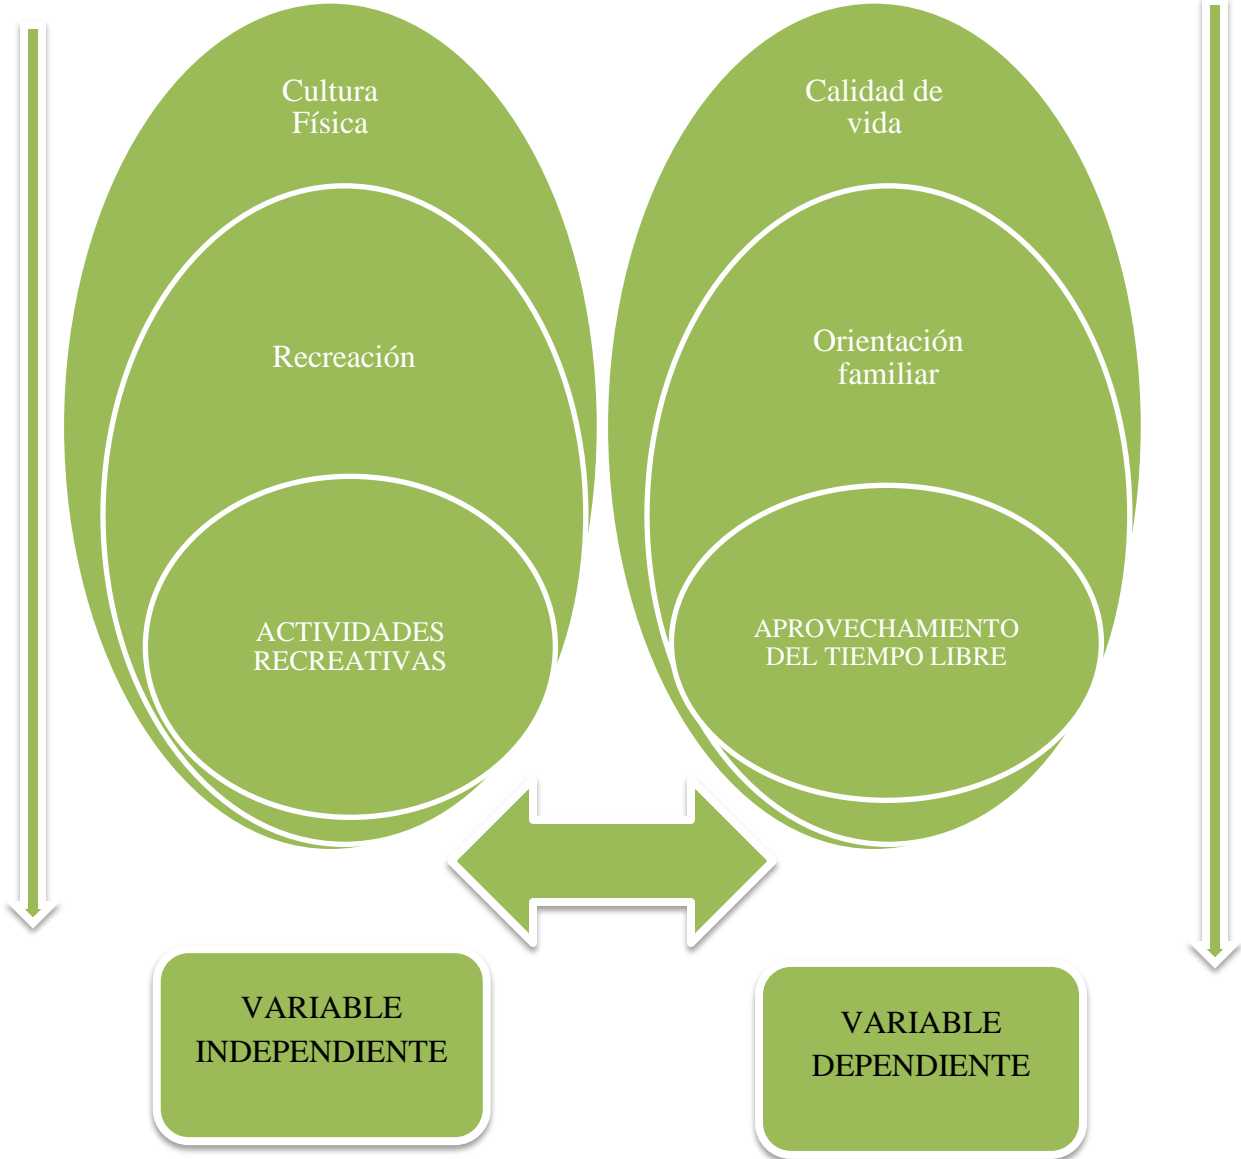 Cultura
Física
Recreación
ACTIVIDADES
RECREATIVAS
Calidad de
vida
Orientación
familiar
APROVECHAMIENTO
DEL TIEMPO LIBRE
VARIABLE
INDEPENDIENTE
VARIABLE
DEPENDIENTE